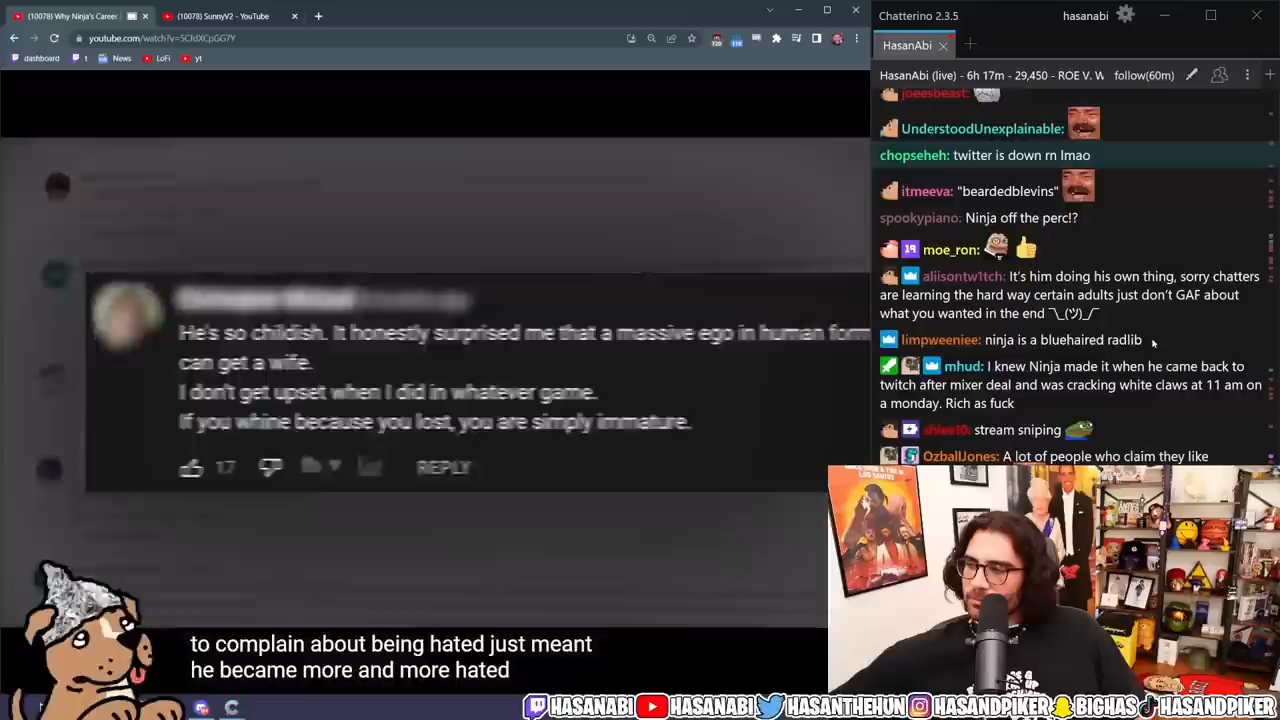 (10078) Why Ninja's Career
(10078) SunnyV2 - YouTube
youtube.com/watch?v=5CfdXCpGG7Y
dashboard
t
News
LoFi
yt
Chatterino 2.3.5
hasanabi
HasanAbi
HasanAbi (live) - 6h 17m - 29,450 - ROE V. W
follow(60m)
joeesbeast:
UnderstoodUnexplainable:
chopseheh: twitter is down rn lmao
itmeeva: "beardedblevins"
spookypiano: Ninja off the perc!?
moe_ron:
aliisontw1tch: It's him doing his own thing, sorry chatters
are learning the hard way certain adults just don't GAF about
what you wanted in the end ¯\_(ツ)_/¯
limpweeniee: ninja is a bluehaired radlib
mhud: I knew Ninja made it when he came back to
twitch after mixer deal and was cracking white claws at 11 am on
a monday. Rich as fuck
shlee10: stream sniping
OzballJones: A lot of people who claim they like
He's so childish. It honestly surprised me that a massive ego in human form
can get a wife.
I don't get upset when I did in whatever game.
If you whine because you lost, you are simply immature.
17
REPLY
to complain about being hated just meant
he became more and more hated
HASANABI
HASANABI
HASANTHEHUN
HASANDPIKER
BIGHAS
HASANDPIKER